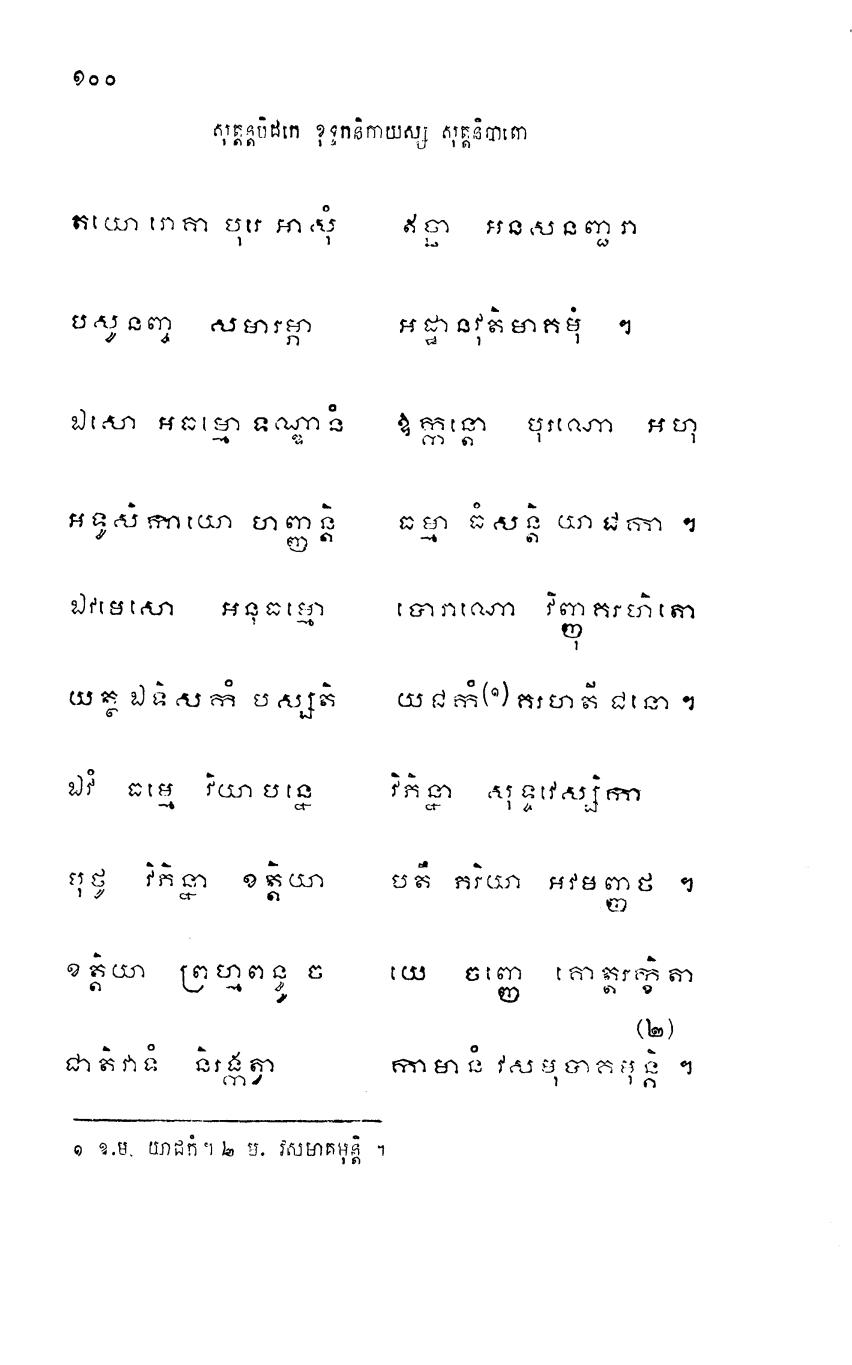 ១០០
សុត្តន្តបិដកេ ខុទ្ទកនិកាយស្ស សុត្តនិបាតោ
តយោ រោគា បុរេ អាសុំ ឥច្ឆា អនសនញ្ជរា
បសូនញ្ច សមារម្ភា អដ្ឋានវុតិមាគមុំ ។
ឯសោ អធម្មោ ទណ្ឌានំ ឱក្កន្តោ បុរាណោ អហុ
អទូសិកាយោ ហញ្ញន្តិ ធម្មា ធំសន្តិ យាជកា ។
ឯវមេសោ អនុធម្មោ បោរាណោ វិញ្ញុគរហិតោ
យត្ថ ឯទិសកំ បស្សតិ យជកំ(១) គរហតី ជនោ ។
ឯវំ ធម្មេ វិយាបន្នេ វិភិន្នា សុទ្ទវេស្សិកា
បុថូ វិភិន្នា ខត្តិយា បតឹ ភរិយា អវមញ្ញថ ។
ខត្តិយា ព្រហ្មពន្ធូ ច យេ ចញ្ញេ គោត្តរក្ខិតា
(២)
ជាតិវាទំ និរង្កត្វា កាមានំ វសមុបាគមុន្តិ ។
១ ឱ.ម. យាជកំ ។ ២ ប. វសមាគមុន្តិ ។